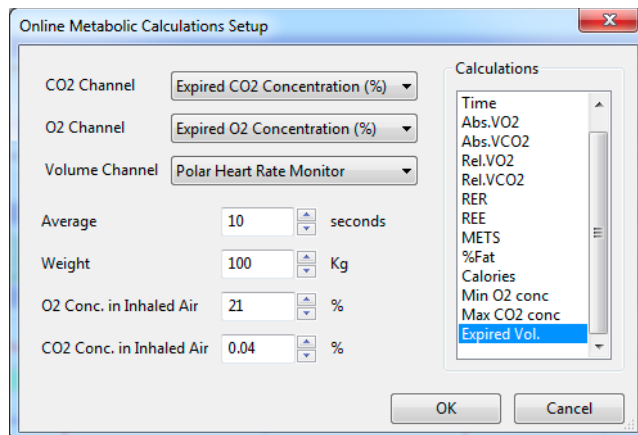 Online Metabolic Calculations Setup
CO2 Channel
Expired CO2 Concentration (%)
O2 Channel
Expired O2 Concentration (%)
Volume Channel
Polar Heart Rate Monitor
Average
10
seconds
Weight
100
Kg
O2 Conc. in Inhaled Air
21
%
CO2 Conc. in Inhaled Air
0.04
%
Calculations
Time
Abs.VO2
Abs.VCO2
Rel.VO2
Rel.VCO2
RER
REE
METS
%Fat
Calories
Min O2 conc
Max CO2 conc
Expired Vol.
OK
Cancel